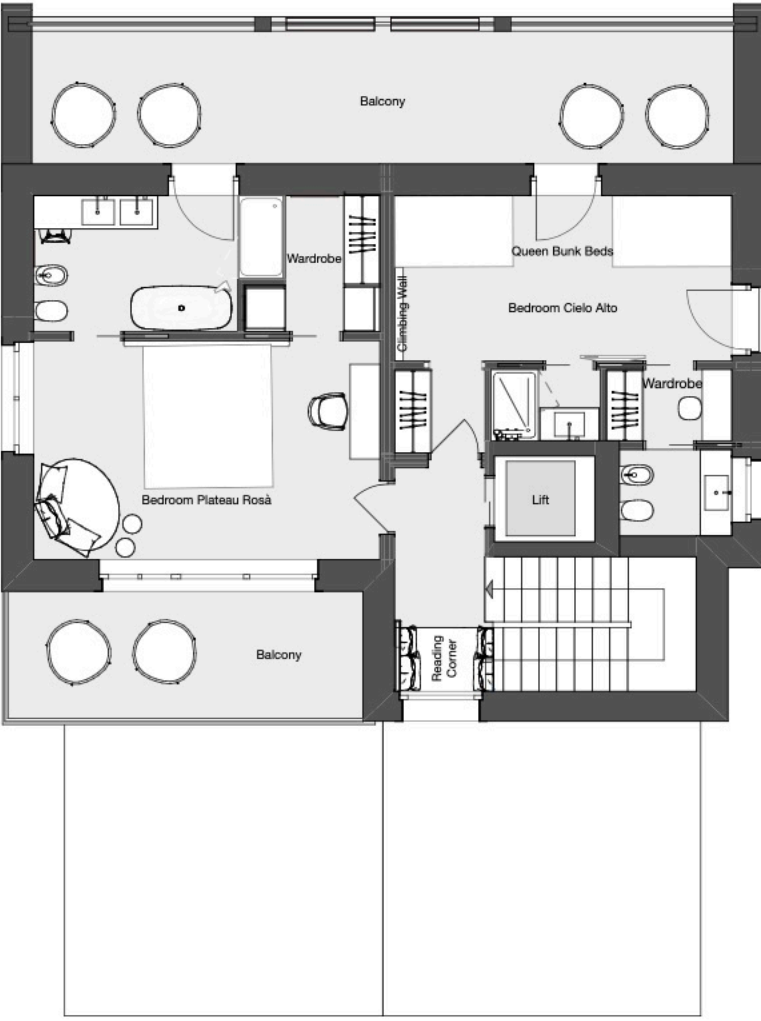 Balcony
Wardrobe
Queen Bunk Beds
Climbing Wall
Bedroom Cielo Alto
Wardrobe
Bedroom Plateau Rosà
Lift
Reading
Corner
Balcony